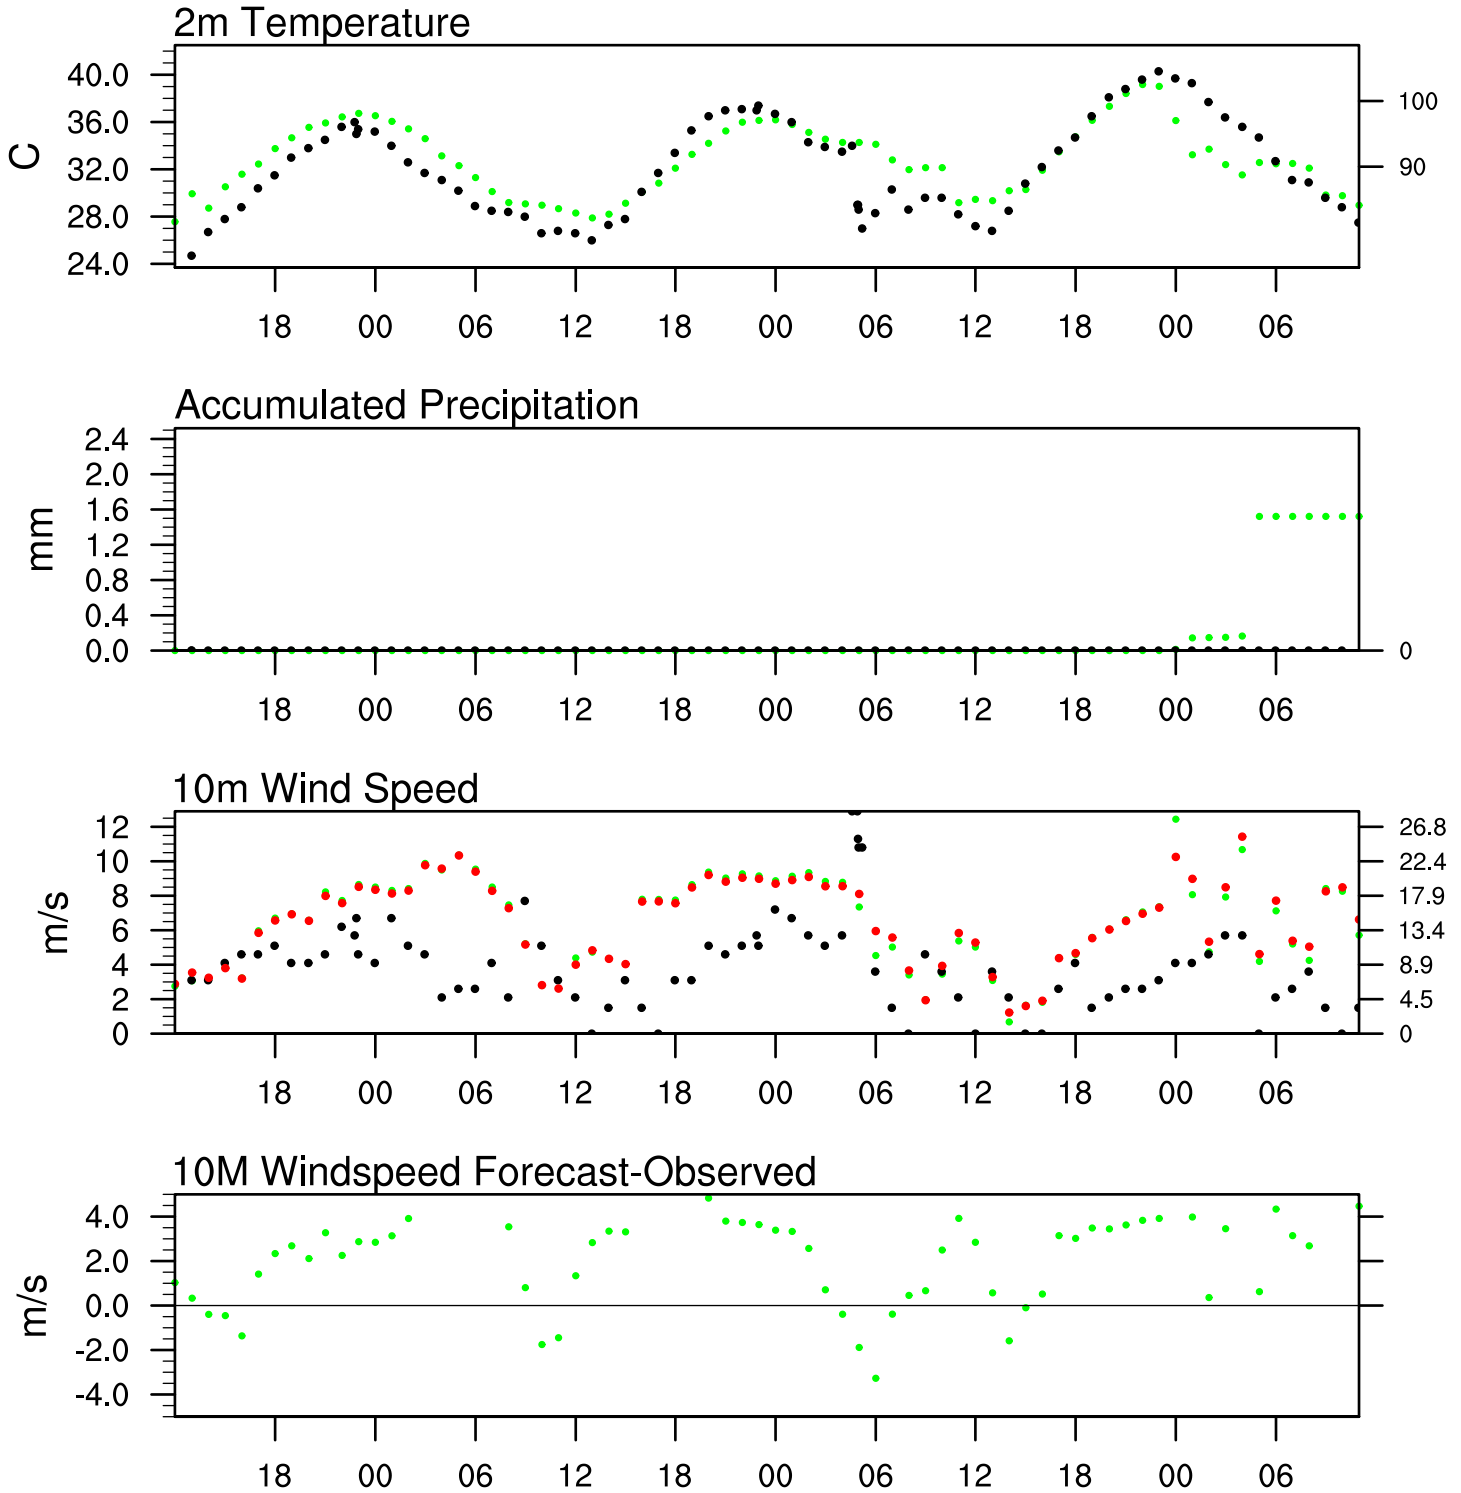 2m Temperature
C
40.0
36.0
32.0
28.0
24.0
100
90
18 00 06 12 18 00 06 12 18 00 06
Accumulated Precipitation
mm
2.4
2.0
1.6
1.2
0.8
0.4
0.0
0
18 00 06 12 18 00 06 12 18 00 06
10m Wind Speed
m/s
12
10
8
6
4
2
0
26.8
22.4
17.9
13.4
8.9
4.5
0
18 00 06 12 18 00 06 12 18 00 06
10M Windspeed Forecast-Observed
m/s
4.0
2.0
0.0
-2.0
-4.0
18 00 06 12 18 00 06 12 18 00 06